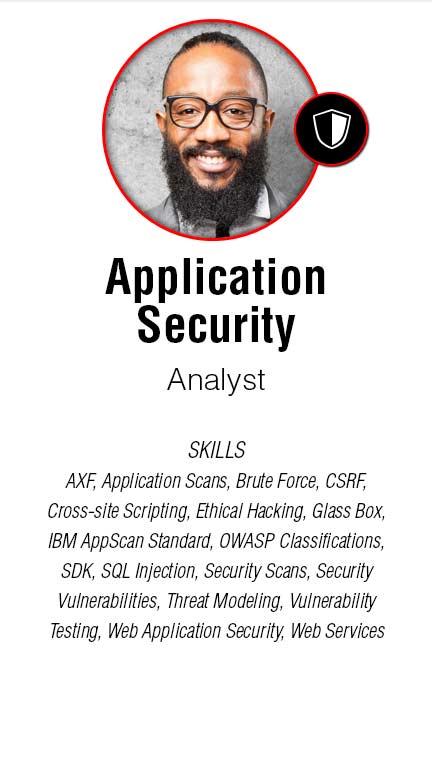 Application
Security
Analyst
SKILLS
AXF, Application Scans, Brute Force, CSRF,
Cross-site Scripting, Ethical Hacking, Glass Box,
IBM AppScan Standard, OWASP Classifications,
SDK, SQL Injection, Security Scans, Security
Vulnerabilities, Threat Modeling, Vulnerability
Testing, Web Application Security, Web Services